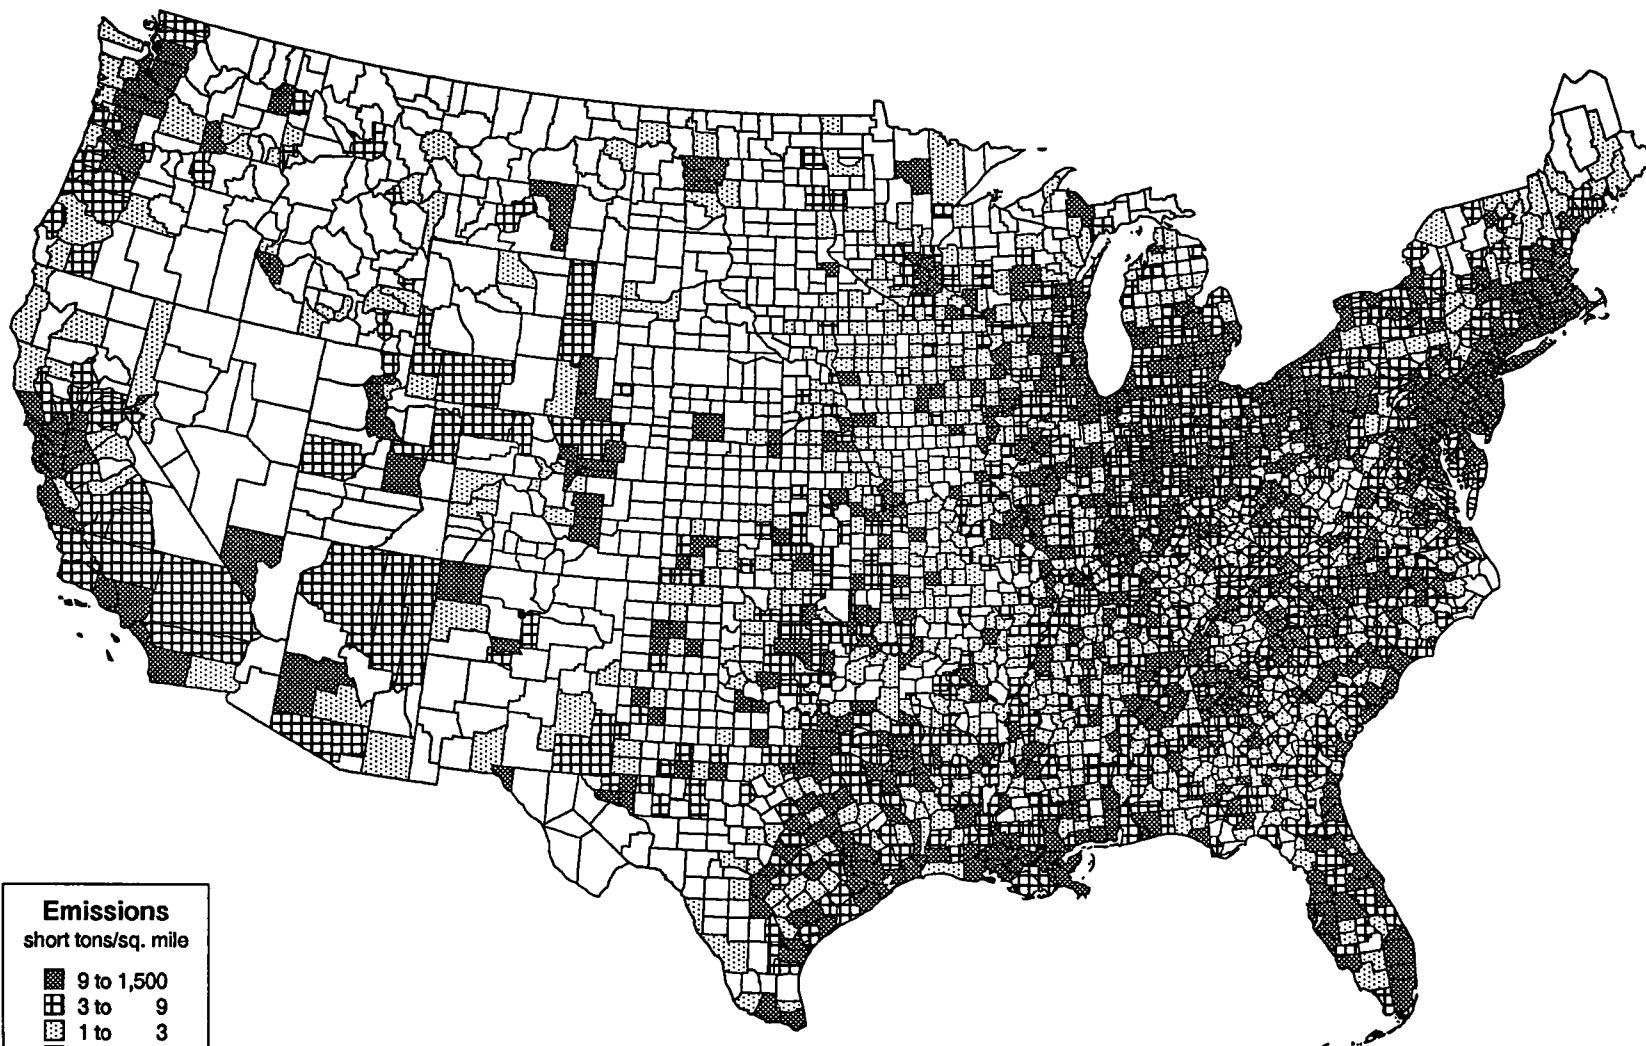 Emissions
short tons/sq. mile
9 to 1,500
3 to 9
1 to 3